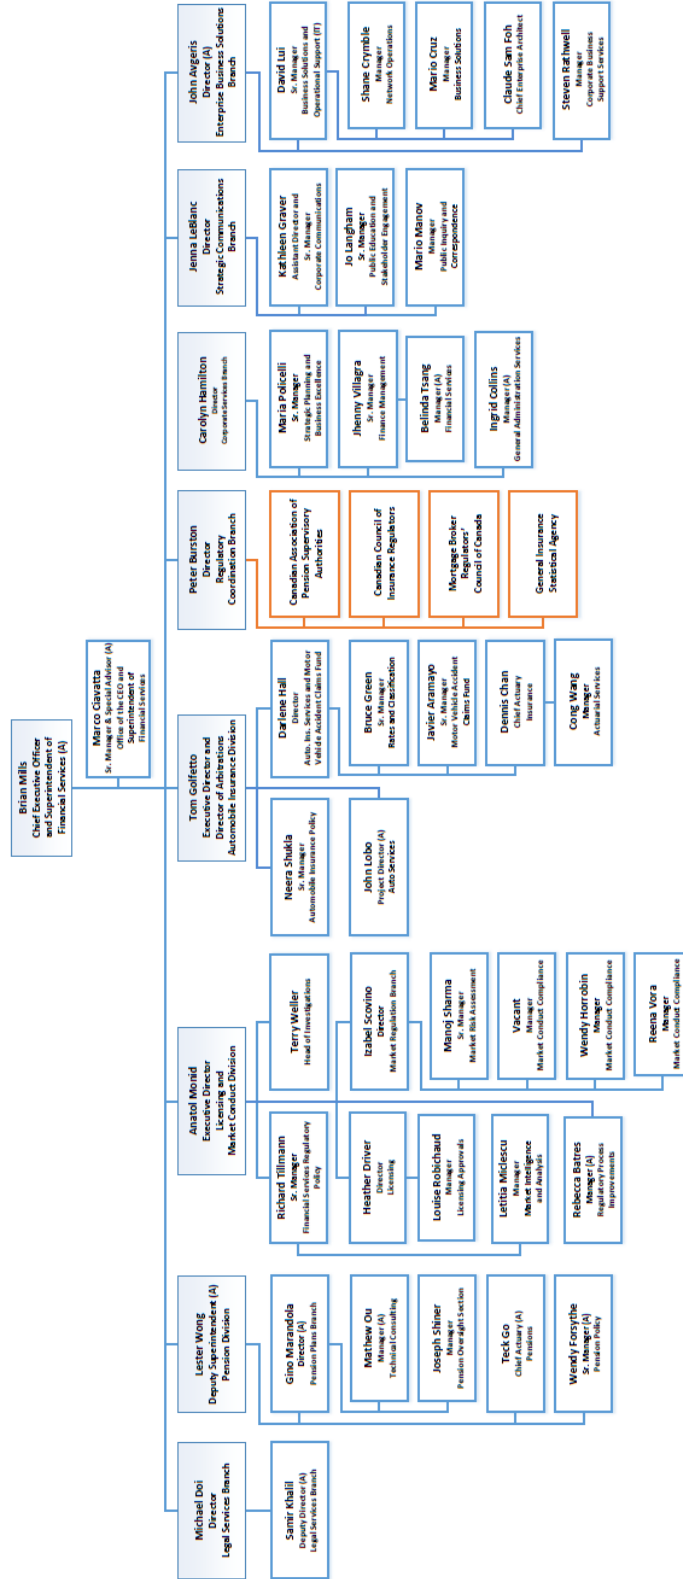 Brian Mills
Chief Executive Officer
and Superintendent of
Financial Services (A)
Marco Ciavatta
Sr. Manager & Special Advisor (A)
Office of the CEO and
Superintendent of
Financial Services
Michael Doi
Director
Legal Services Branch
Samir Khalil
Deputy Director (A)
Legal Services Branch
Lester Wong
Deputy Superintendent (A)
Pension Division
Gino Marandola
Director (A)
Pension Plans Branch
Mathew Ou
Manager (A)
Technical Consulting
Joseph Shiner
Manager
Pension Oversight Section
Teck Go
Chief Actuary (A)
Pensions
Wendy Forsythe
Sr. Manager (A)
Pension Policy
Anatol Monid
Executive Director
Licensing and
Market Conduct Division
Richard Tillmann
Sr. Manager
Financial Services Regulatory
Policy
Heather Driver
Director
Licensing
Louise Robichaud
Manager
Licensing Approvals
Letitia Miclescu
Manager
Market Intelligence
and Analysis
Rebecca Batres
Manager (A)
Regulatory Process
Improvements
Terry Weller
Head of Investigations
Izabel Scovino
Director
Market Regulation Branch
Manoj Sharma
Sr. Manager
Market Risk Assessment
Vacant
Manager
Market Conduct Compliance
Wendy Horrobin
Manager
Market Conduct Compliance
Reena Vora
Manager
Market Conduct Compliance
Tom Golfetto
Executive Director and
Director of Arbitrations
Automobile Insurance Division
Neera Shukla
Sr. Manager
Automobile Insurance Policy
John Lobo
Project Director (A)
Auto Services
Darlene Hall
Director
Auto. Ins. Services and Motor
Vehicle Accident Claims Fund
Bruce Green
Sr. Manager
Rates and Classification
Javier Aramayo
Sr. Manager
Motor Vehicle Accident
Claims Fund
Dennis Chan
Chief Actuary
Insurance
Cong Wang
Manager
Actuarial Services
Peter Burston
Director
Regulatory
Coordination Branch
Canadian Association of
Pension Supervisory
Authorities
Canadian Council of
Insurance Regulators
Mortgage Broker
Regulators'
Council of Canada
General Insurance
Statistical Agency
Carolyn Hamilton
Director
Corporate Services Branch
Maria Policelli
Sr. Manager
Strategic Planning and
Business Excellence
Jhenny Villagra
Sr. Manager
Finance Management
Belinda Tsang
Manager (A)
Financial Services
Ingrid Collins
Manager (A)
General Administration Services
Jenna LeBlanc
Director
Strategic Communications
Branch
Kathleen Graver
Assistant Director and
Sr. Manager
Corporate Communications
Jo Langham
Sr. Manager
Public Education and
Stakeholder Engagement
Mario Manov
Manager
Public Inquiry and
Correspondence
John Avgeris
Director (A)
Enterprise Business Solutions
Branch
David Lui
Sr. Manager
Business Solutions and
Operational Support (IT)
Shane Crymble
Manager
Network Operations
Mario Cruz
Manager
Business Solutions
Claude Sam Foh
Chief Enterprise Architect
Steven Rathwell
Manager
Corporate Business
Support Services